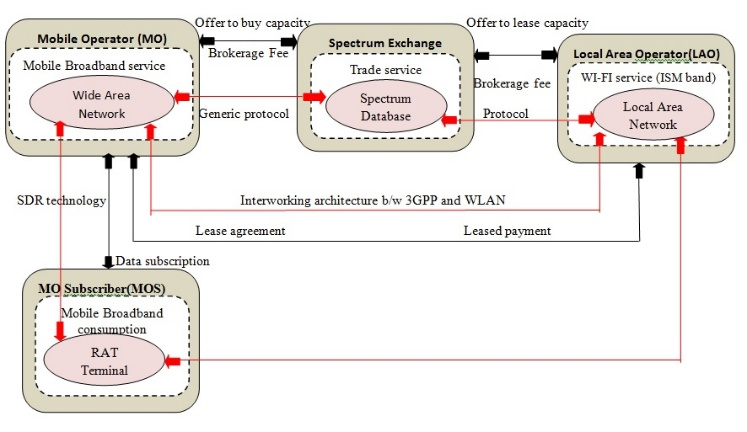 Offer to buy capacity
Offer to lease capacity
Mobile Operator (MO)
Brokerage Fee
Spectrum Exchange
Local Area Operator(LAO)
Mobile Broadband service
Trade service
Brokerage fee
WI-FI service (ISM band)
Wide Area
Network
Generic protocol
Spectrum
Database
Protocol
Local Area
Network
SDR technology
Interworking architecture b/w 3GPP and WLAN
Lease agreement
Leased payment
Data subscription
MO Subscriber(MOS)
Mobile Broadband
consumption
RAT
Terminal